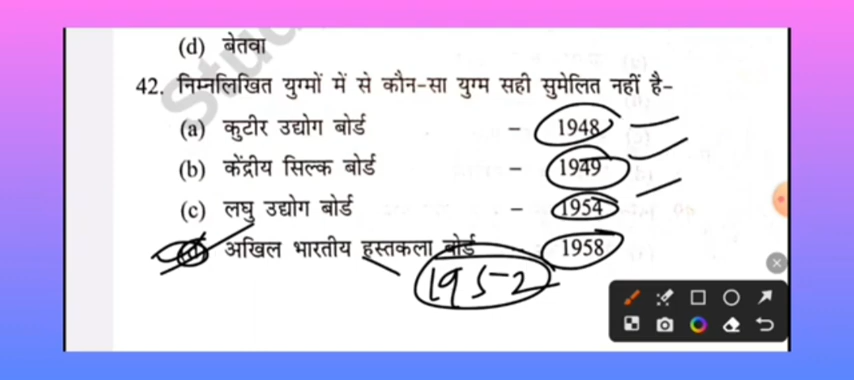 (d) बेतवा
42. निम्नलिखित युग्मों में से कौन-सा युग्म सही सुमेलित नहीं है-
(a) कुटीर उद्योग बोर्ड - 1948
(b) केंद्रीय सिल्क बोर्ड - 1949
(c) लघु उद्योग बोर्ड - 1954
अखिल भारतीय हस्तकला बोर्ड - 1958
1952